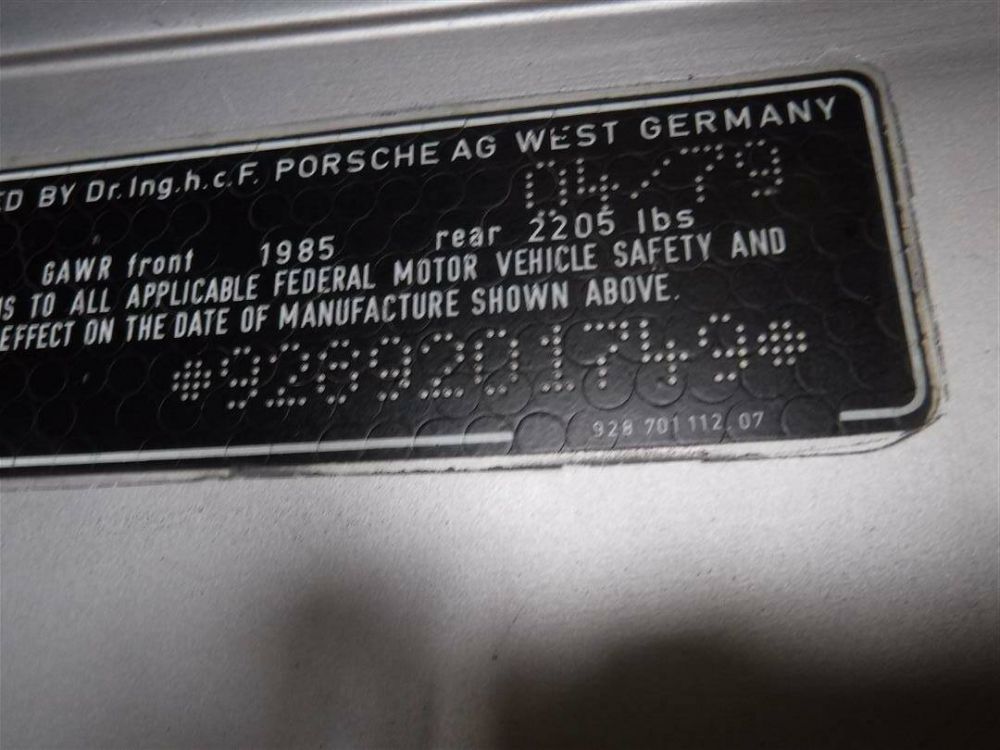 ED BY Dr.Ing.h.c.F. PORSCHE AG WEST GERMANY
04/79
GAWR front 1985 rear 2205 lbs
MS TO ALL APPLICABLE FEDERAL MOTOR VEHICLE SAFETY AND
EFFECT ON THE DATE OF MANUFACTURE SHOWN ABOVE.
*9289201749*
928 701 112 07